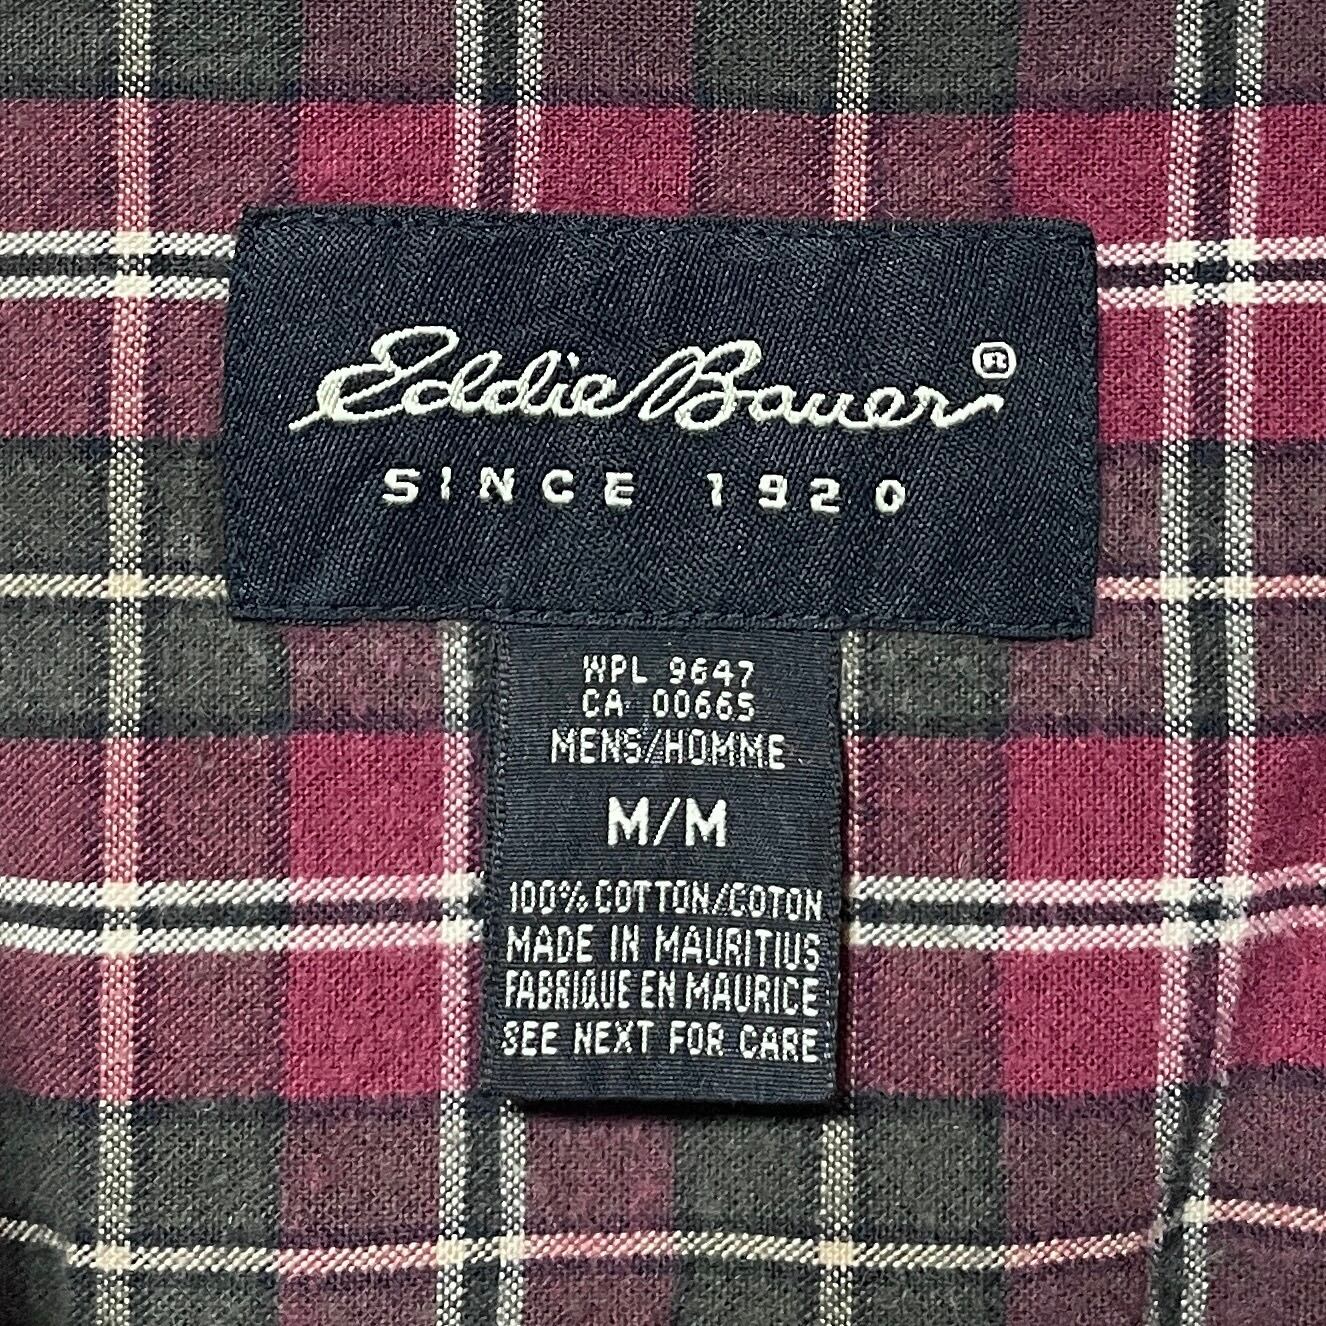 Eddie Bauer®
SINCE 1920
WPL 9647
CA 00665
MENS/HOMME
M/M
100% COTTON/COTON
MADE IN MAURITIUS
FABRIQUE EN MAURICE
SEE NEXT FOR CARE